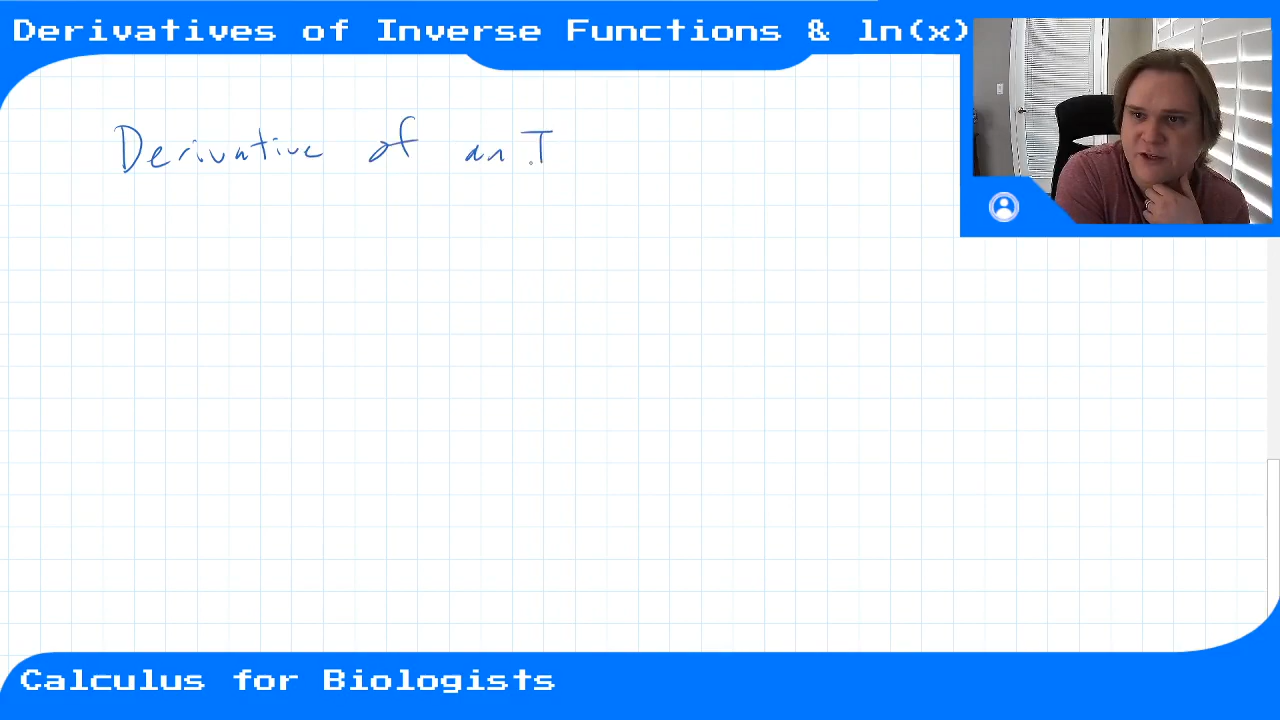 Derivatives of Inverse Functions & ln(x)
Derivative of an I
Calculus for Biologists